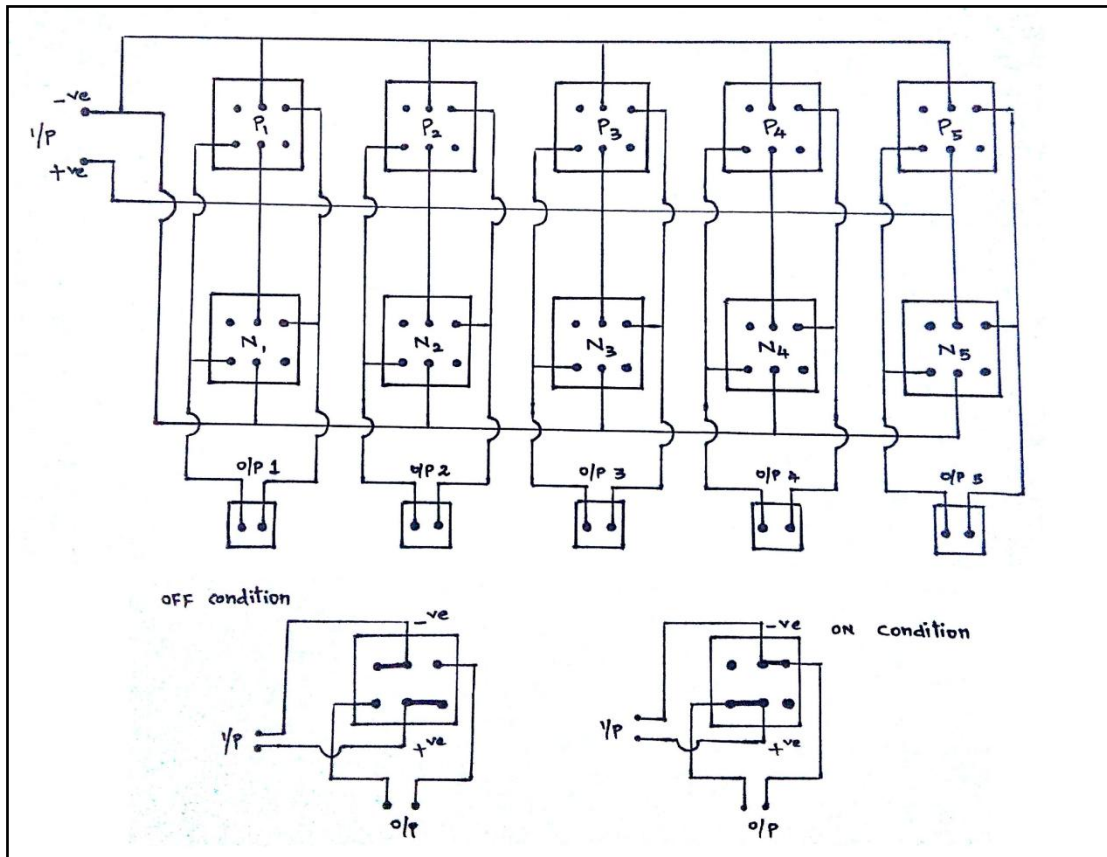 -ve
I/P
+ve
P1
P2
P3
P4
P5
N1
N2
N3
N4
N5
O/P 1
O/P 2
O/P 3
O/P 4
O/P 5
OFF condition
-ve
I/P
+ve
O/P
-ve
ON condition
I/P
+ve
O/P